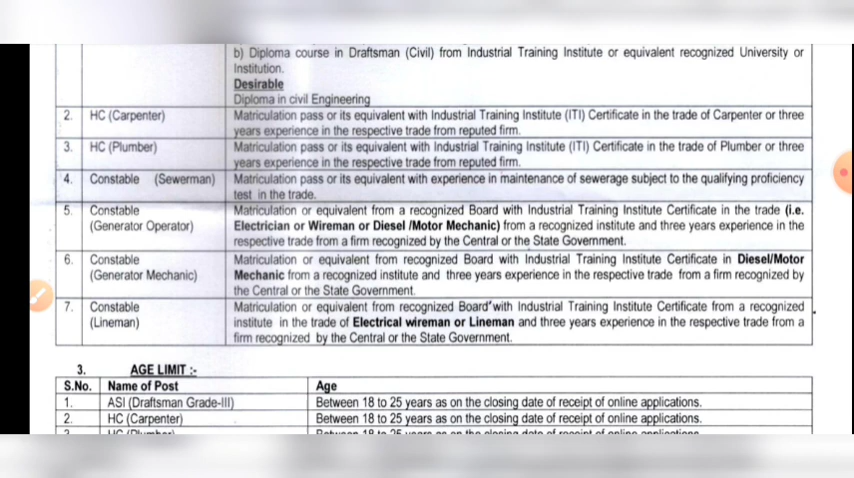 b) Diploma course in Draftsman (Civil) from Industrial Training Institute or equivalent recognized University or
Institution.
Desirable
Diploma in civil Engineering
2. HC (Carpenter) Matriculation pass or its equivalent with Industrial Training Institute (ITI) Certificate in the trade of Carpenter or three
years experience in the respective trade from reputed firm.
3. HC (Plumber) Matriculation pass or its equivalent with Industrial Training Institute (ITI) Certificate in the trade of Plumber or three
years experience in the respective trade from reputed firm.
4. Constable (Sewerman) Matriculation pass or its equivalent with experience in maintenance of sewerage subject to the qualifying proficiency
test in the trade.
5. Constable Matriculation or equivalent from a recognized Board with Industrial Training Institute Certificate in the trade (i.e.
(Generator Operator) Electrician or Wireman or Diesel /Motor Mechanic) from a recognized institute and three years experience in the
respective trade from a firm recognized by the Central or the State Government.
6. Constable Matriculation or equivalent from recognized Board with Industrial Training Institute Certificate in Diesel/Motor
(Generator Mechanic) Mechanic from a recognized institute and three years experience in the respective trade from a firm recognized by
the Central or the State Government.
7. Constable Matriculation or equivalent from recognized Board with Industrial Training Institute Certificate from a recognized
(Lineman) institute in the trade of Electrical wireman or Lineman and three years experience in the respective trade from a
firm recognized by the Central or the State Government.
3. AGE LIMIT :-
S.No. Name of Post Age
1. ASI (Draftsman Grade-III) Between 18 to 25 years as on the closing date of receipt of online applications.
2. HC (Carpenter) Between 18 to 25 years as on the closing date of receipt of online applications.